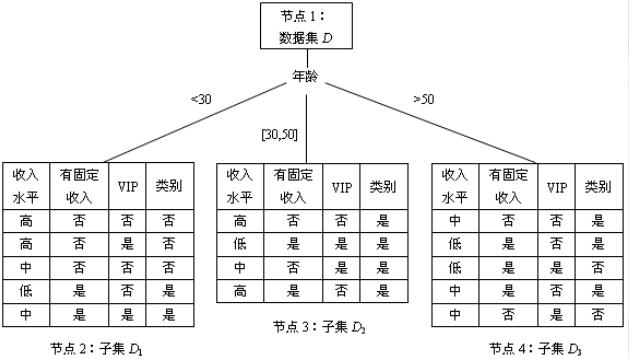 节点 1：
数据集 D
年龄
<30
[30,50]
>50
收入水平 有固定收入 VIP 类别
高 否 否 否
高 否 是 否
中 否 否 否
低 是 否 是
中 是 是 是
节点 2：子集 D1
收入水平 有固定收入 VIP 类别
高 否 否 是
低 是 是 是
中 否 是 是
高 是 否 是
节点 3：子集 D2
收入水平 有固定收入 VIP 类别
中 否 否 是
低 是 否 是
低 是 是 否
中 是 否 是
中 否 是 否
节点 4：子集 D3